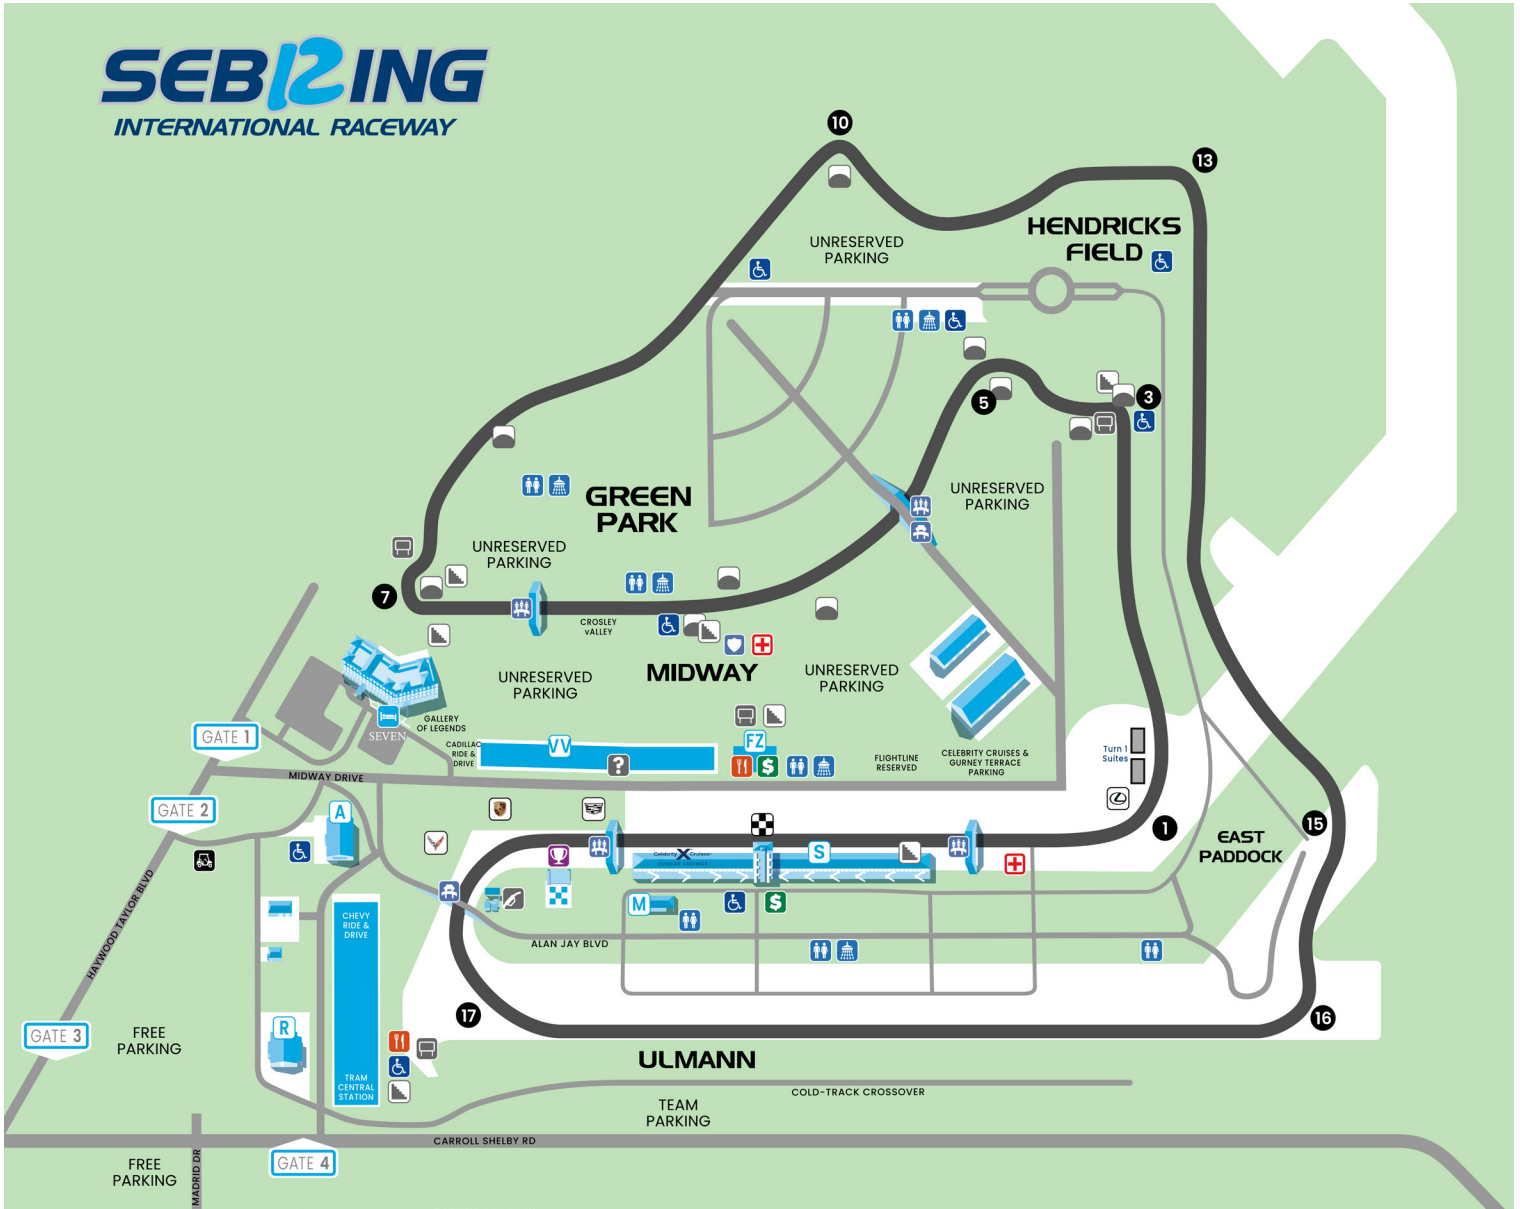 SEB12ING
INTERNATIONAL RACEWAY
10
13
HENDRICKS
FIELD
UNRESERVED
PARKING
5
3
GREEN
PARK
UNRESERVED
PARKING
UNRESERVED
PARKING
7
CROSLEY
vALLEY
MIDWAY
UNRESERVED
PARKING
UNRESERVED
PARKING
GALLERY
OF LEGENDS
SEVEN
GATE 1
CADILLAC
RIDE &
DRIVE
VV
?
FZ
$
FLIGHTLINE
RESERVED
CELEBRITY CRUISES &
GURNEY TERRACE
PARKING
Turn 1
Suites
MIDWAY DRIVE
GATE 2
A
1
15
EAST
PADDOCK
Celebrity X Cruises
LUXURY LOUNGE
S
M
$
HAYWOOD TAYLOR BLVD
CHEVY
RIDE &
DRIVE
ALAN JAY BLVD
17
16
GATE 3
FREE
PARKING
R
TRAM
CENTRAL
STATION
ULMANN
COLD-TRACK CROSSOVER
TEAM
PARKING
CARROLL SHELBY RD
GATE 4
FREE
PARKING
MADRID DR